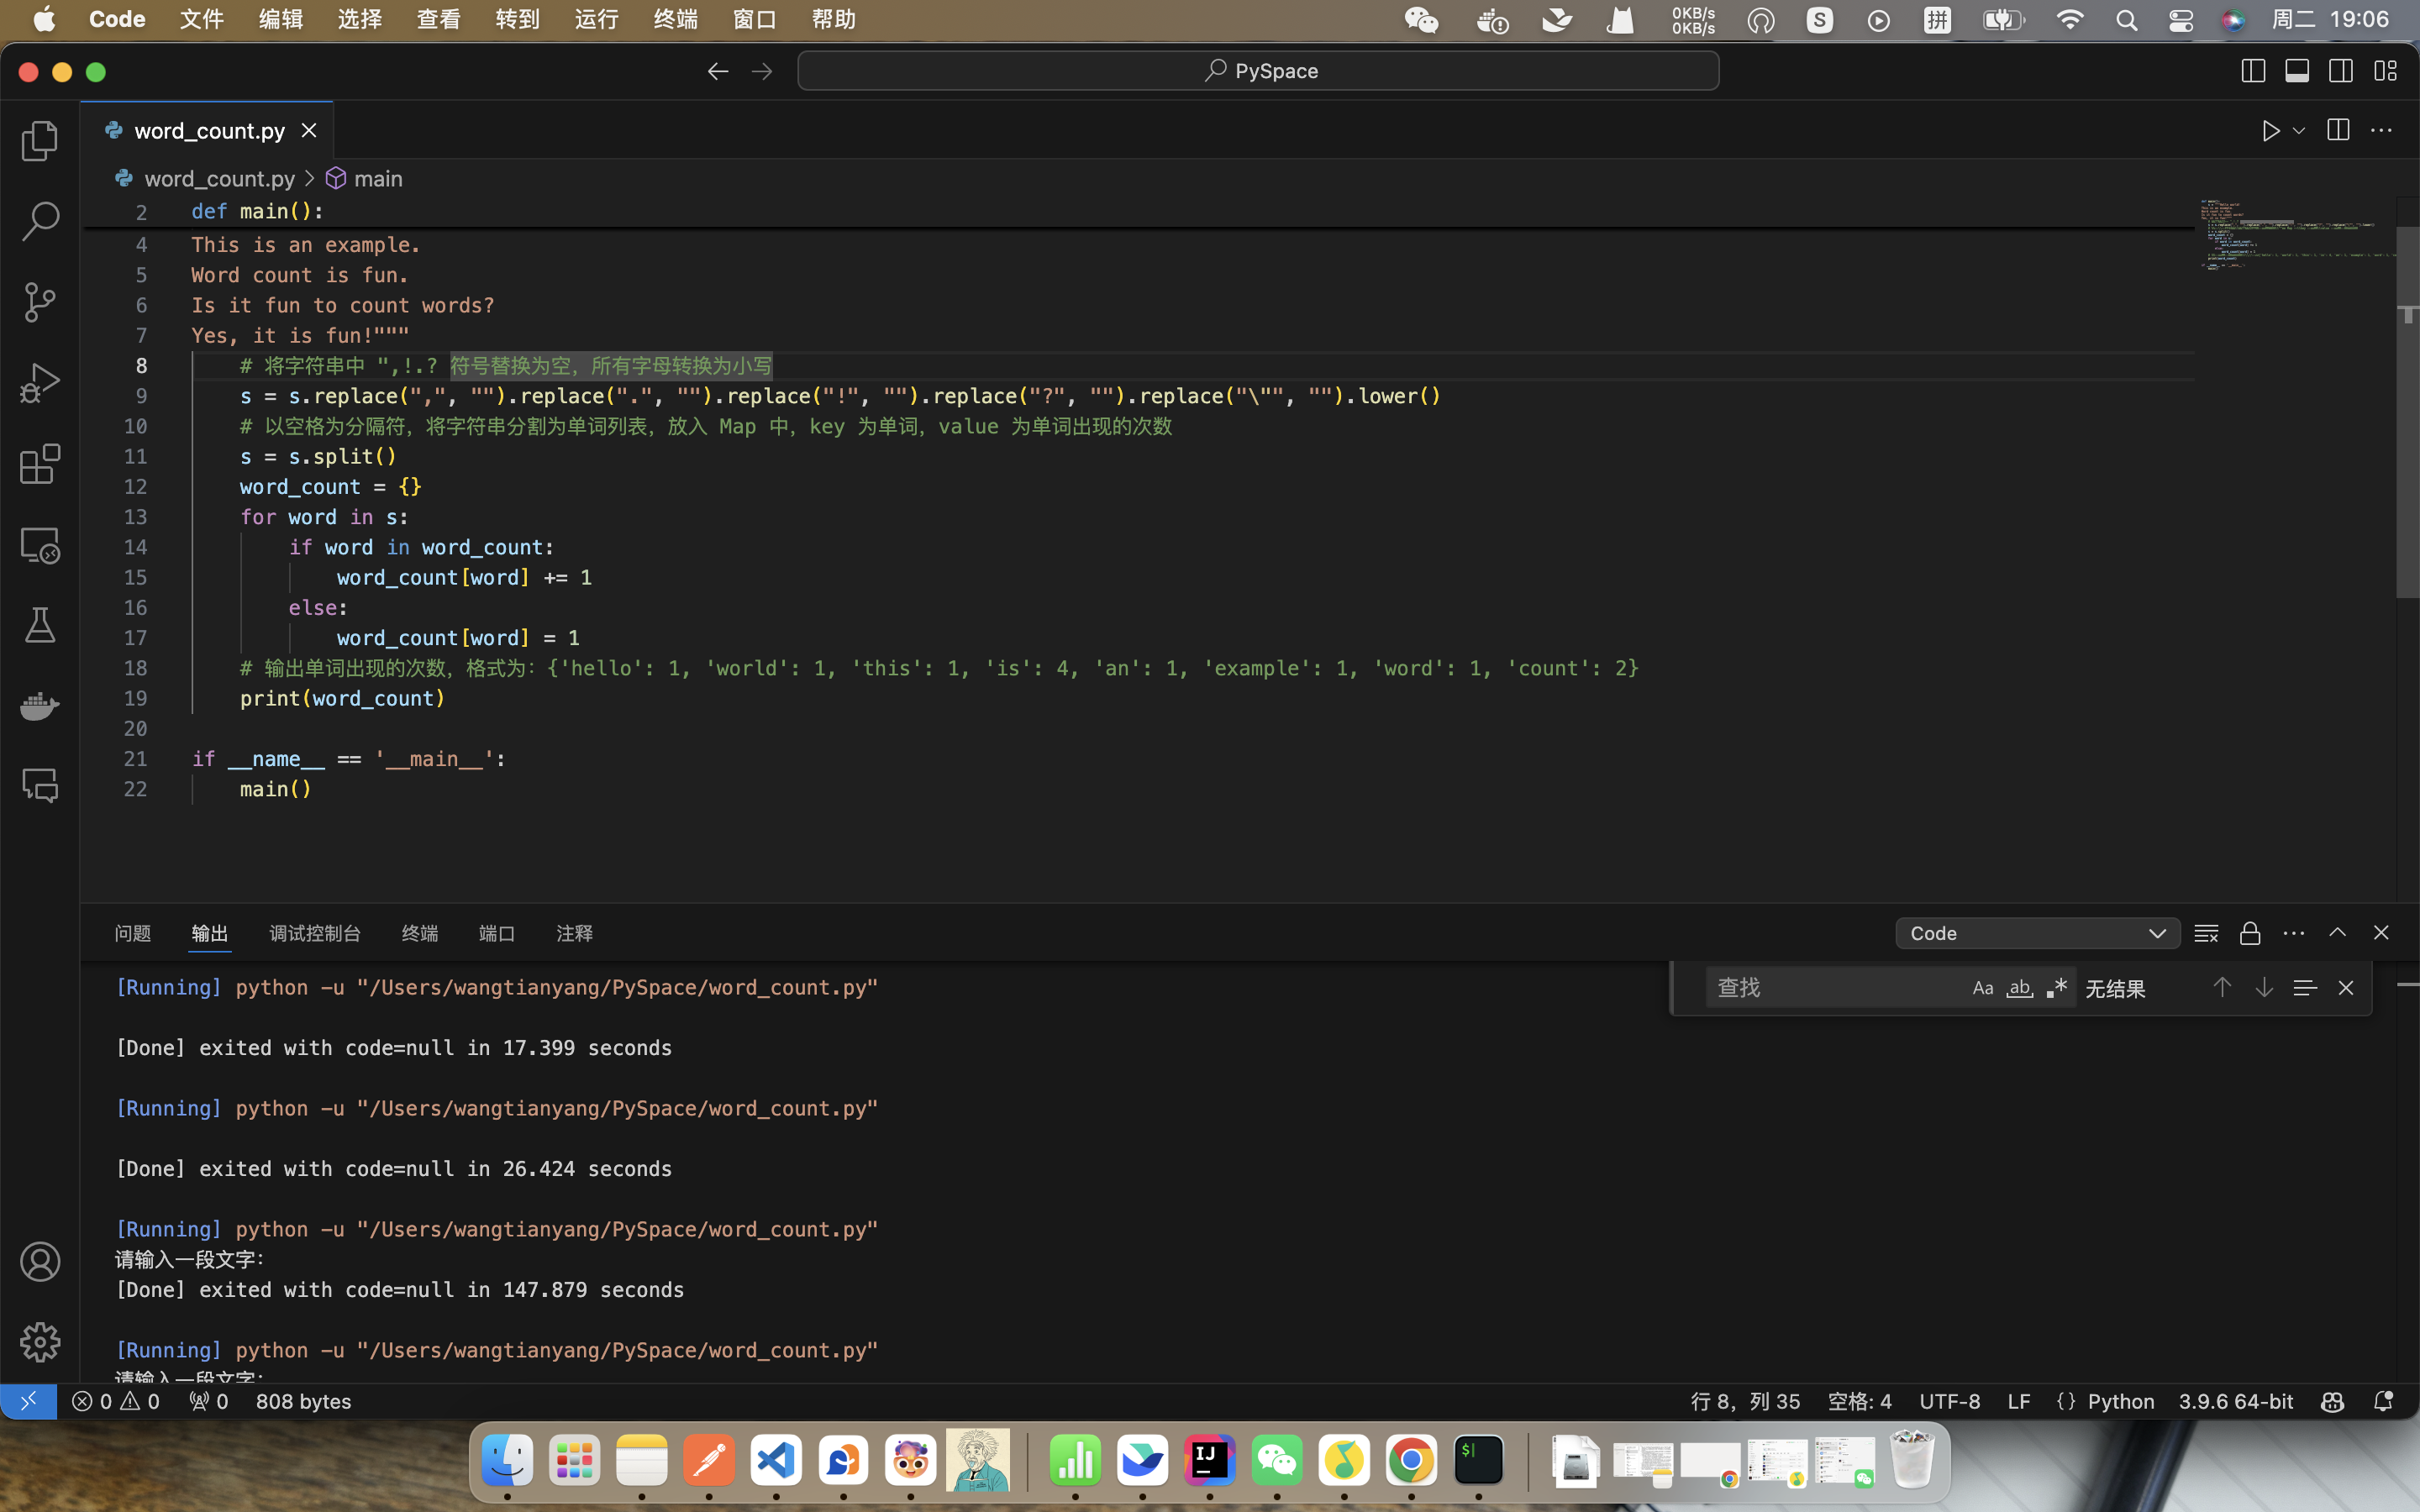 Code 文件 编辑 选择 查看 转到 运行 终端 窗口 帮助 0KB/s 0KB/s S 拼 周二 19:06
PySpace
word_count.py
word_count.py > main
2 def main():
4 This is an example.
5 Word count is fun.
6 Is it fun to count words?
7 Yes, it is fun!"""
8 # 将字符串中 ",!.? 符号替换为空，所有字母转换为小写
9 s = s.replace(",", "").replace(".", "").replace("!", "").replace("?", "").replace("\"", "").lower()
10 # 以空格为分隔符，将字符串分割为单词列表，放入 Map 中，key 为单词，value 为单词出现的次数
11 s = s.split()
12 word_count = {}
13 for word in s:
14 if word in word_count:
15 word_count[word] += 1
16 else:
17 word_count[word] = 1
18 # 输出单词出现的次数，格式为：{'hello': 1, 'world': 1, 'this': 1, 'is': 4, 'an': 1, 'example': 1, 'word': 1, 'count': 2}
19 print(word_count)
20
21 if __name__ == '__main__':
22 main()
问题 输出 调试控制台 终端 端口 注释 Code
查找 Aa ab 无结果
[Running] python -u "/Users/wangtianyang/PySpace/word_count.py"
[Done] exited with code=null in 17.399 seconds
[Running] python -u "/Users/wangtianyang/PySpace/word_count.py"
[Done] exited with code=null in 26.424 seconds
[Running] python -u "/Users/wangtianyang/PySpace/word_count.py"
请输入一段文字：
[Done] exited with code=null in 147.879 seconds
[Running] python -u "/Users/wangtianyang/PySpace/word_count.py"
请输入一段文字：
0 0 0 808 bytes 行 8，列 35 空格: 4 UTF-8 LF {} Python 3.9.6 64-bit
IJ $